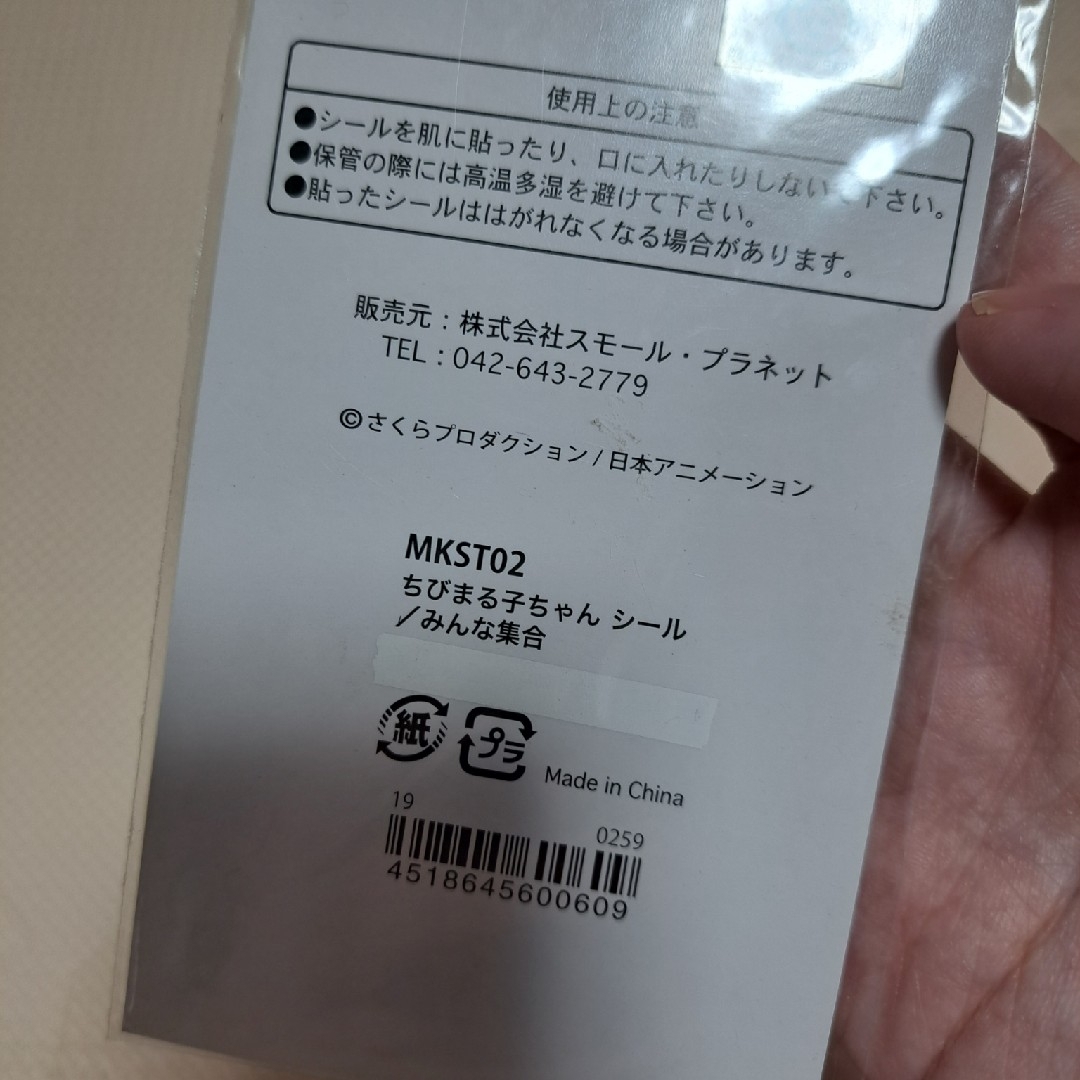 使用上の注意
●シールを肌に貼ったり、口に入れたりしないで下さい。
●保管の際には高温多湿を避けて下さい。
●貼ったシールははがれなくなる場合があります。
販売元：株式会社スモール・プラネット
TEL：042-643-2779
©さくらプロダクション / 日本アニメーション
MKST02
ちびまる子ちゃん シール
／みんな集合
紙 プラ Made in China
19 0259
4518645600609